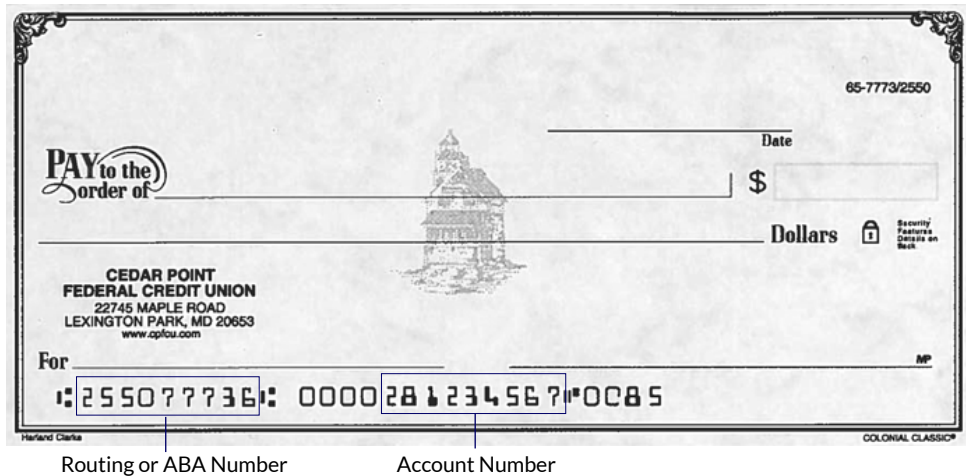 65-7773/2550
Date
PAY to the
order of
$
Dollars
Security
Features
Details on
Back
CEDAR POINT
FEDERAL CREDIT UNION
22745 MAPLE ROAD
LEXINGTON PARK, MD 20653
www.cpfcu.com
For
MP
⑆255077736⑆ 0000281234567⑈0085
Harland Clarke
COLONIAL CLASSIC®
Routing or ABA Number
Account Number